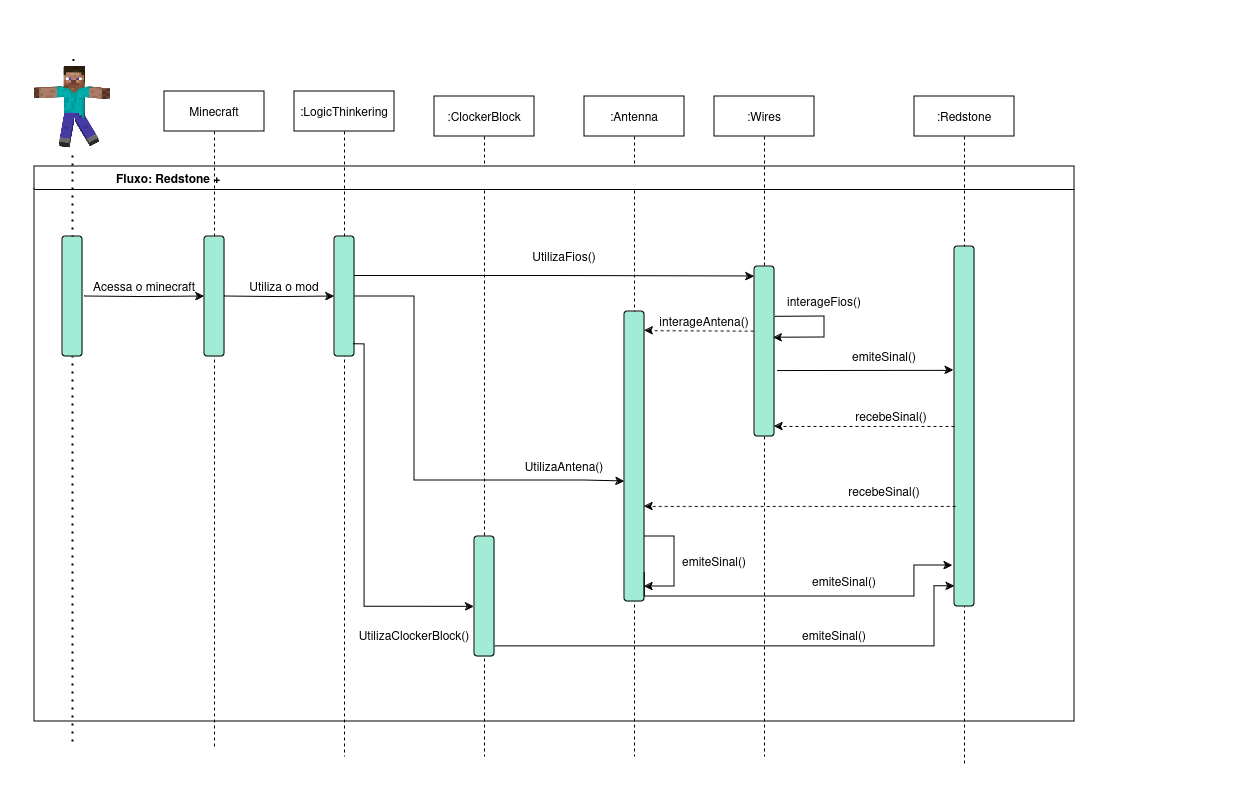 Minecraft
:LogicThinkering
:ClockerBlock
:Antenna
:Wires
:Redstone
Fluxo: Redstone +
UtilizaFios()
Acessa o minecraft
Utiliza o mod
interageFios()
interageAntena()
emiteSinal()
recebeSinal()
UtilizaAntena()
recebeSinal()
emiteSinal()
emiteSinal()
UtilizaClockerBlock()
emiteSinal()